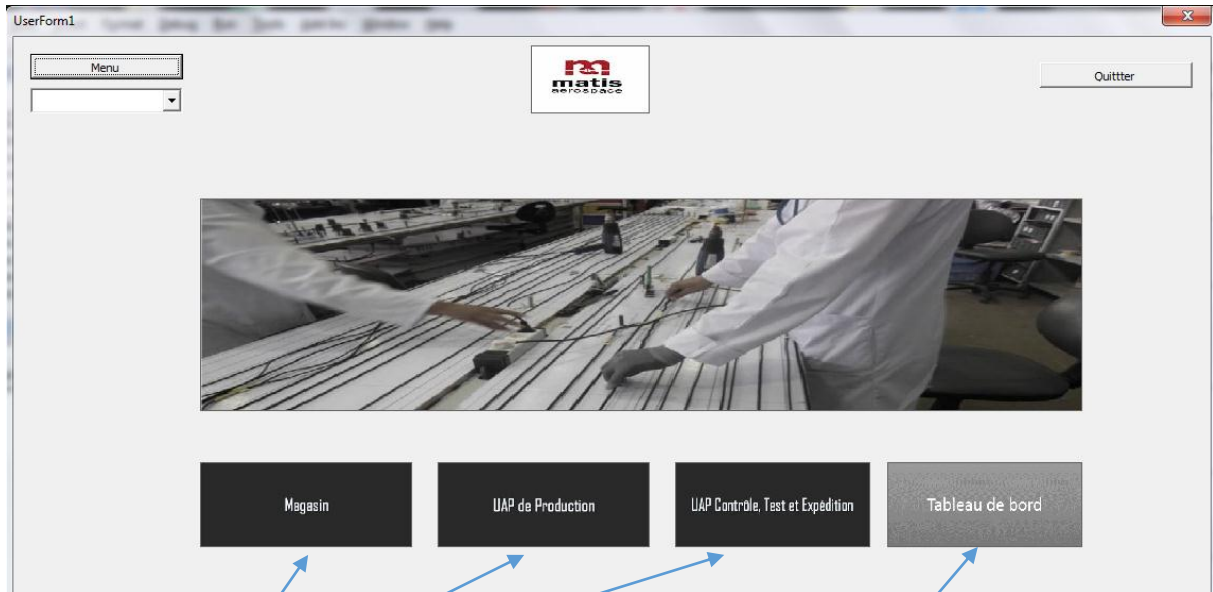 UserForm1
Menu
matis
aerospace
Quittter
Magasin
UAP de Production
UAP Contrôle, Test et Expédition
Tableau de bord